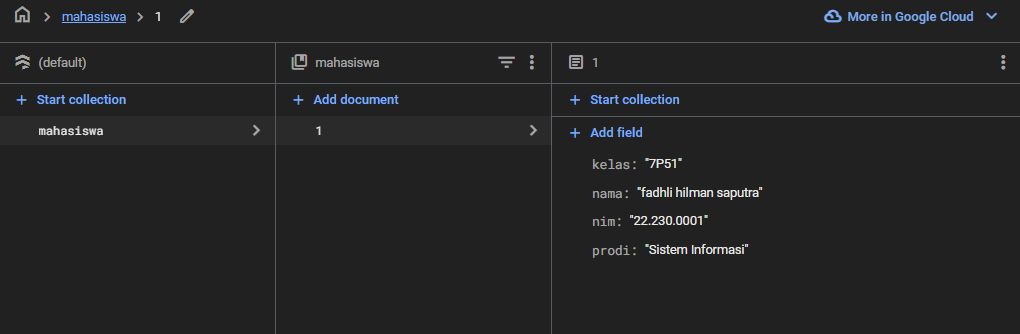 mahasiswa 1 More in Google Cloud
(default) mahasiswa 1
+ Start collection + Add document + Start collection
mahasiswa 1
+ Add field
kelas: "7P51"
nama: "fadhli hilman saputra"
nim: "22.230.0001"
prodi: "Sistem Informasi"